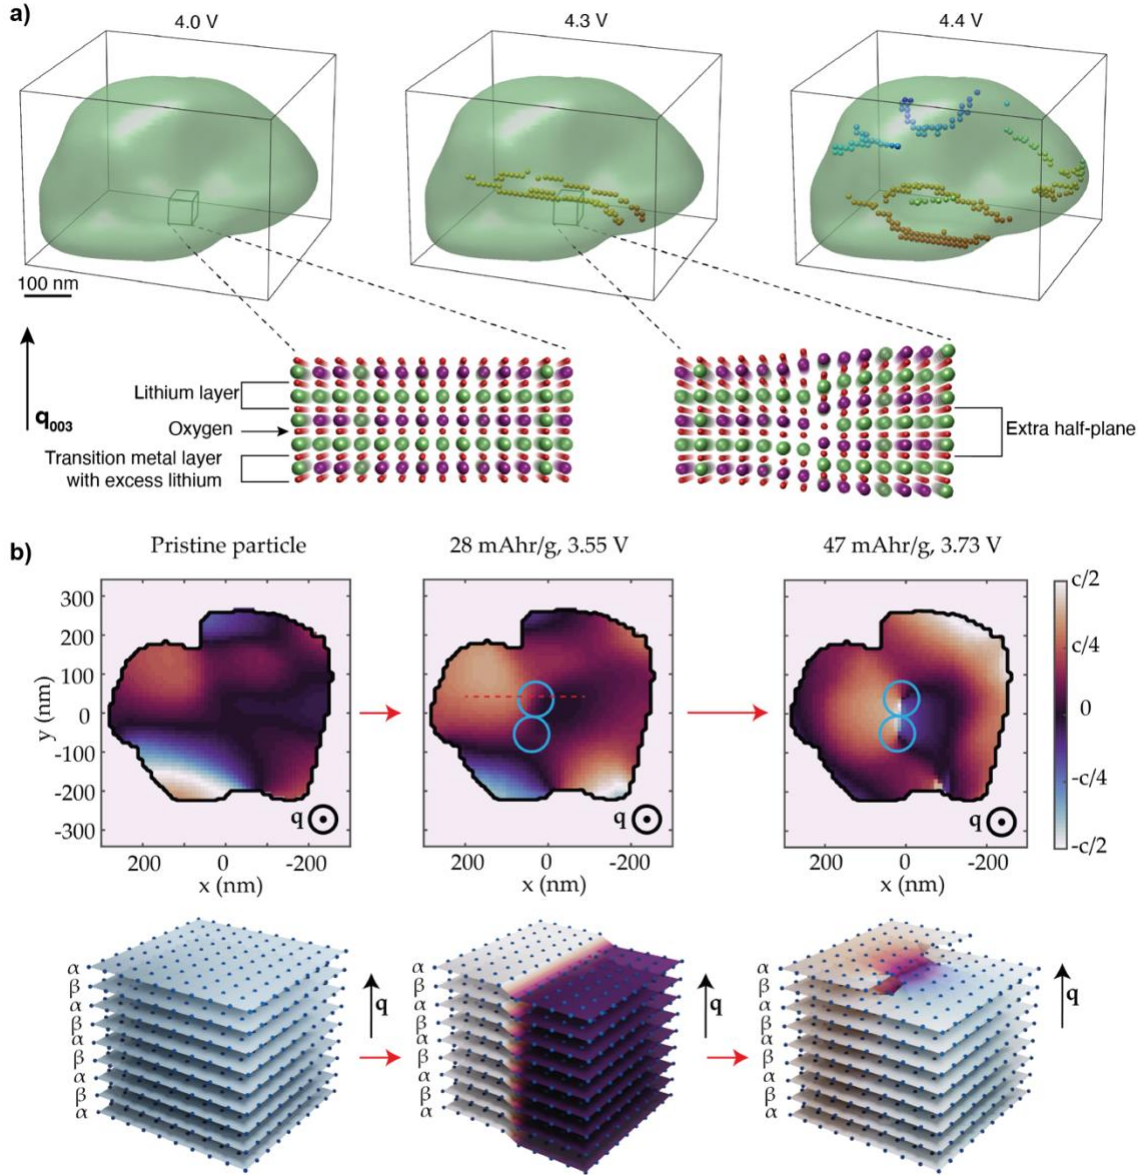 a)
4.0 V
4.3 V
4.4 V
100 nm
q003
Lithium layer
Oxygen
Transition metal layer
with excess lithium
Extra half-plane
b)
Pristine particle
28 mAhr/g, 3.55 V
47 mAhr/g, 3.73 V
y (nm)
300
200
100
0
-100
-200
-300
q
q
q
c/2
c/4
0
-c/4
-c/2
200 0 -200
200 0 -200
200 0 -200
x (nm)
x (nm)
x (nm)
α
β
α
β
α
β
α
β
α
q
α
β
α
β
α
β
α
β
α
q
α
β
α
β
α
β
α
β
α
q